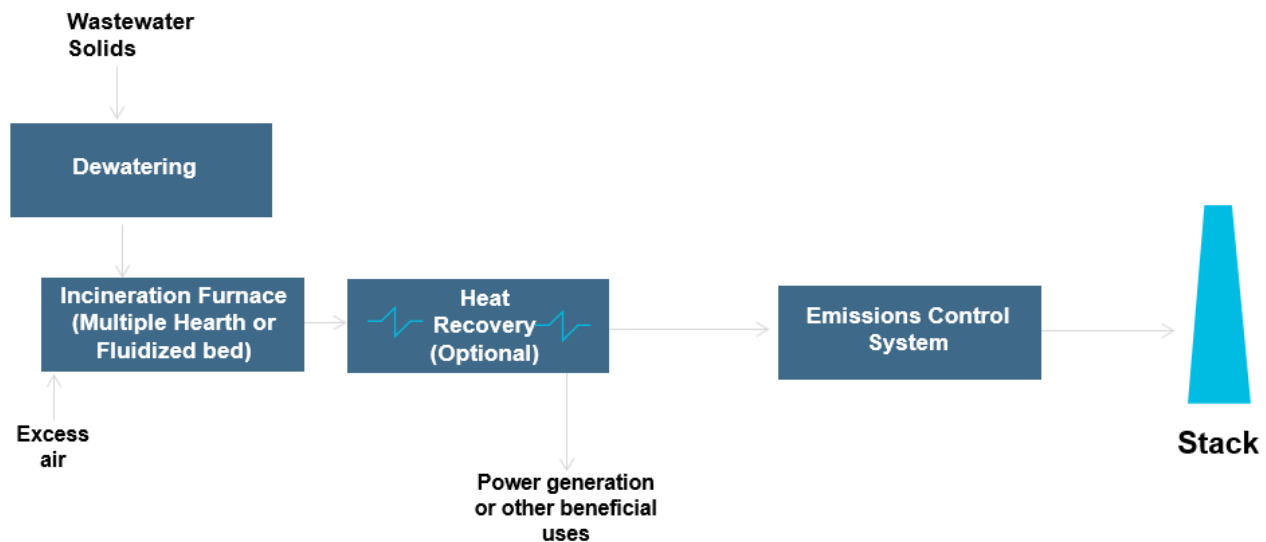 Wastewater
Solids
Dewatering
Incineration Furnace
(Multiple Hearth or
Fluidized bed)
Excess
air
Heat
Recovery
(Optional)
Power generation
or other beneficial
uses
Emissions Control
System
Stack